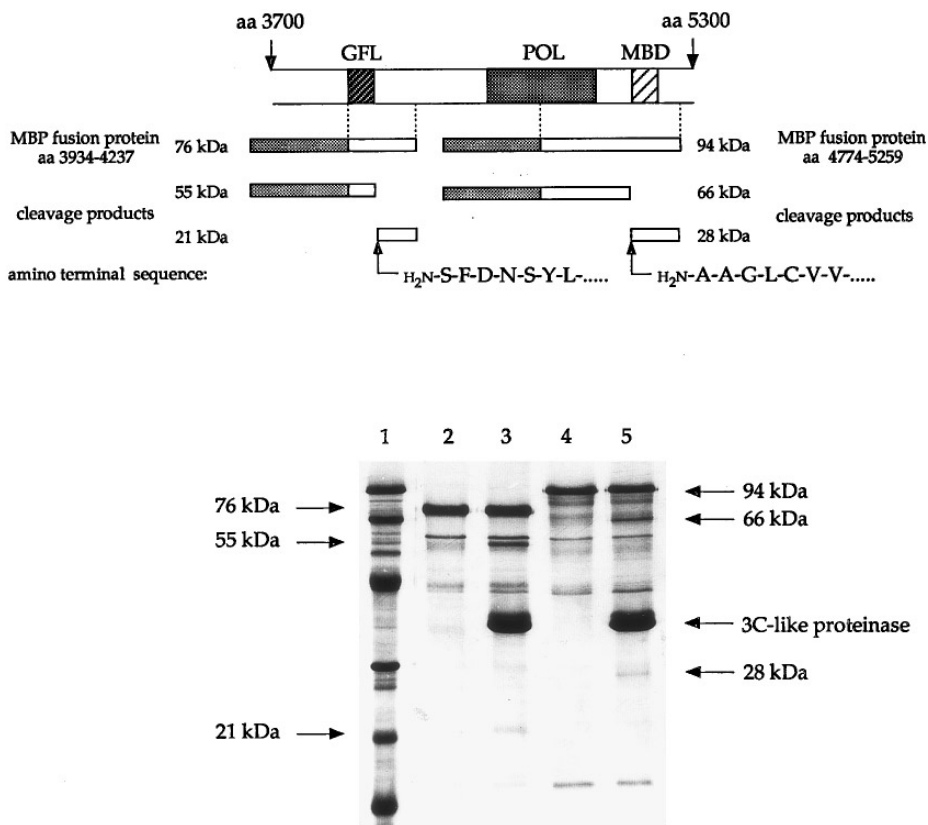 aa 3700
aa 5300
GFL
POL
MBD
MBP fusion protein
aa 3934-4237
76 kDa
94 kDa
MBP fusion protein
aa 4774-5259
55 kDa
66 kDa
cleavage products
cleavage products
21 kDa
28 kDa
amino terminal sequence:
H₂N-S-F-D-N-S-Y-L-.....
H₂N-A-A-G-L-C-V-V-.....
1 2 3 4 5
76 kDa
94 kDa
55 kDa
66 kDa
3C-like proteinase
28 kDa
21 kDa